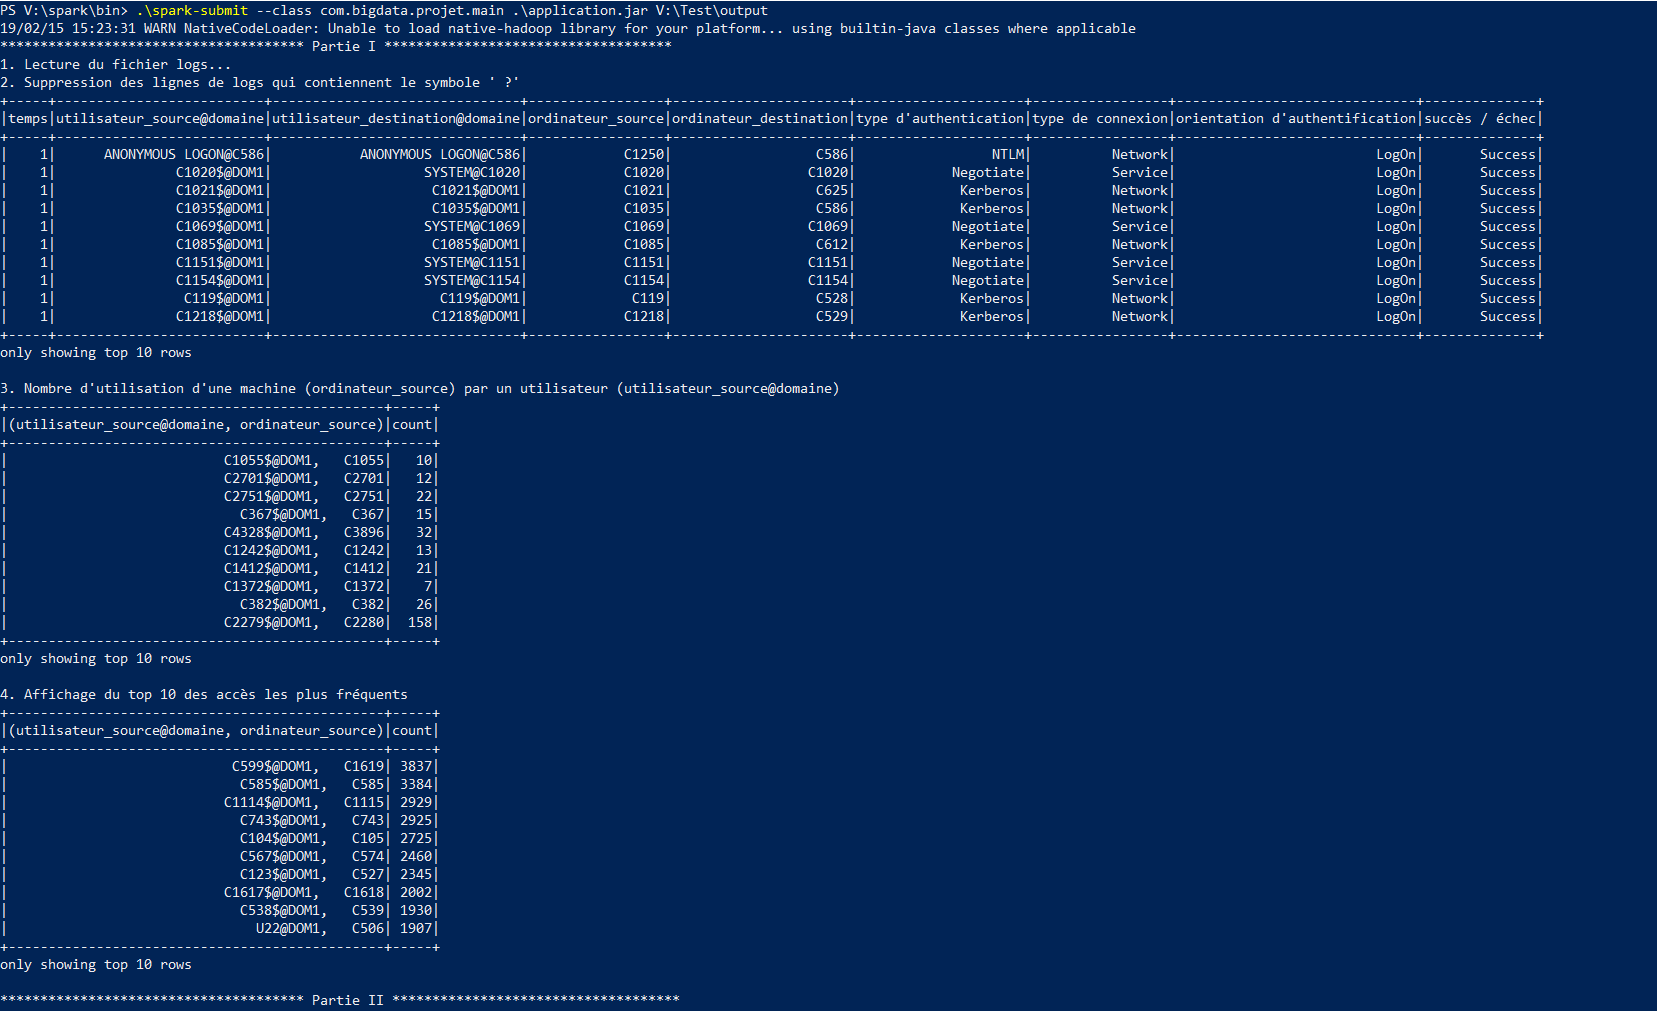 PS V:\spark\bin> .\spark-submit --class com.bigdata.projet.main .\application.jar V:\Test\output
19/02/15 15:23:31 WARN NativeCodeLoader: Unable to load native-hadoop library for your platform... using builtin-java classes where applicable
************************************** Partie I ************************************
1. Lecture du fichier logs...
2. Suppression des lignes de logs qui contiennent le symbole ' ?'
+-----+--------------------------+-------------------------------+-----------------+----------------------+---------------------+-----------------+------------------------------+--------------+
|temps|utilisateur_source@domaine|utilisateur_destination@domaine|ordinateur_source|ordinateur_destination|type d'authentication|type de connexion|orientation d'authentification|succès / échec|
+-----+--------------------------+-------------------------------+-----------------+----------------------+---------------------+-----------------+------------------------------+--------------+
|    1|      ANONYMOUS LOGON@C586|           ANONYMOUS LOGON@C586|            C1250|                  C586|                 NTLM|          Network|                         LogOn|       Success|
|    1|               C1020$@DOM1|                   SYSTEM@C1020|            C1020|                 C1020|            Negotiate|          Service|                         LogOn|       Success|
|    1|               C1021$@DOM1|                    C1021$@DOM1|            C1021|                  C625|             Kerberos|          Network|                         LogOn|       Success|
|    1|               C1035$@DOM1|                    C1035$@DOM1|            C1035|                  C586|             Kerberos|          Network|                         LogOn|       Success|
|    1|               C1069$@DOM1|                   SYSTEM@C1069|            C1069|                 C1069|            Negotiate|          Service|                         LogOn|       Success|
|    1|               C1085$@DOM1|                    C1085$@DOM1|            C1085|                  C612|             Kerberos|          Network|                         LogOn|       Success|
|    1|               C1151$@DOM1|                   SYSTEM@C1151|            C1151|                 C1151|            Negotiate|          Service|                         LogOn|       Success|
|    1|               C1154$@DOM1|                   SYSTEM@C1154|            C1154|                 C1154|            Negotiate|          Service|                         LogOn|       Success|
|    1|                C119$@DOM1|                     C119$@DOM1|             C119|                  C528|             Kerberos|          Network|                         LogOn|       Success|
|    1|               C1218$@DOM1|                    C1218$@DOM1|            C1218|                  C529|             Kerberos|          Network|                         LogOn|       Success|
+-----+--------------------------+-------------------------------+-----------------+----------------------+---------------------+-----------------+------------------------------+--------------+
only showing top 10 rows
3. Nombre d'utilisation d'une machine (ordinateur_source) par un utilisateur (utilisateur_source@domaine)
+-----------------------------------------------+-----+
|(utilisateur_source@domaine, ordinateur_source)|count|
+-----------------------------------------------+-----+
|                           C1055$@DOM1,   C1055|   10|
|                           C2701$@DOM1,   C2701|   12|
|                           C2751$@DOM1,   C2751|   22|
|                             C367$@DOM1,   C367|   15|
|                           C4328$@DOM1,   C3896|   32|
|                           C1242$@DOM1,   C1242|   13|
|                           C1412$@DOM1,   C1412|   21|
|                           C1372$@DOM1,   C1372|    7|
|                             C382$@DOM1,   C382|   26|
|                           C2279$@DOM1,   C2280|  158|
+-----------------------------------------------+-----+
only showing top 10 rows
4. Affichage du top 10 des accès les plus fréquents
+-----------------------------------------------+-----+
|(utilisateur_source@domaine, ordinateur_source)|count|
+-----------------------------------------------+-----+
|                            C599$@DOM1,   C1619| 3837|
|                             C585$@DOM1,   C585| 3384|
|                           C1114$@DOM1,   C1115| 2929|
|                             C743$@DOM1,   C743| 2925|
|                             C104$@DOM1,   C105| 2725|
|                             C567$@DOM1,   C574| 2460|
|                             C123$@DOM1,   C527| 2345|
|                           C1617$@DOM1,   C1618| 2002|
|                             C538$@DOM1,   C539| 1930|
|                               U22@DOM1,   C506| 1907|
+-----------------------------------------------+-----+
only showing top 10 rows
************************************** Partie II ************************************